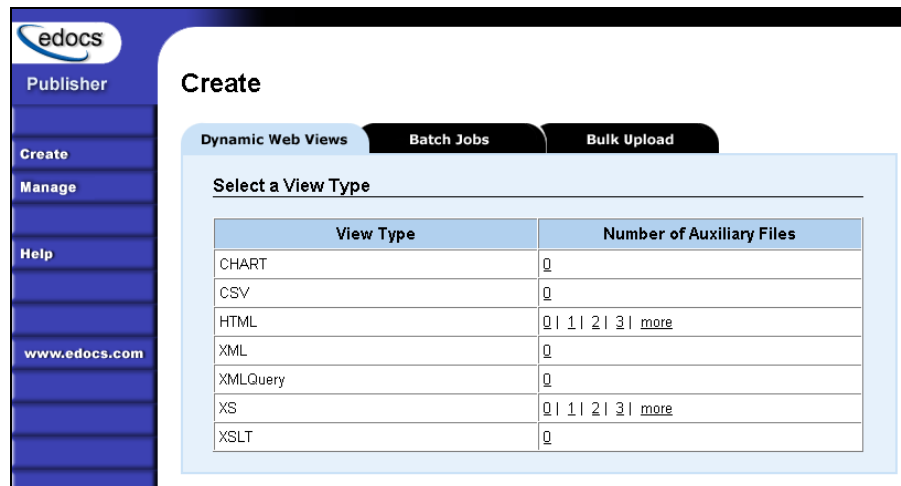 edocs
Publisher
Create
Manage
Help
www.edocs.com
Create
Dynamic Web Views Batch Jobs Bulk Upload
Select a View Type
View Type Number of Auxiliary Files
CHART 0
CSV 0
HTML 0 | 1 | 2 | 3 | more
XML 0
XMLQuery 0
XS 0 | 1 | 2 | 3 | more
XSLT 0